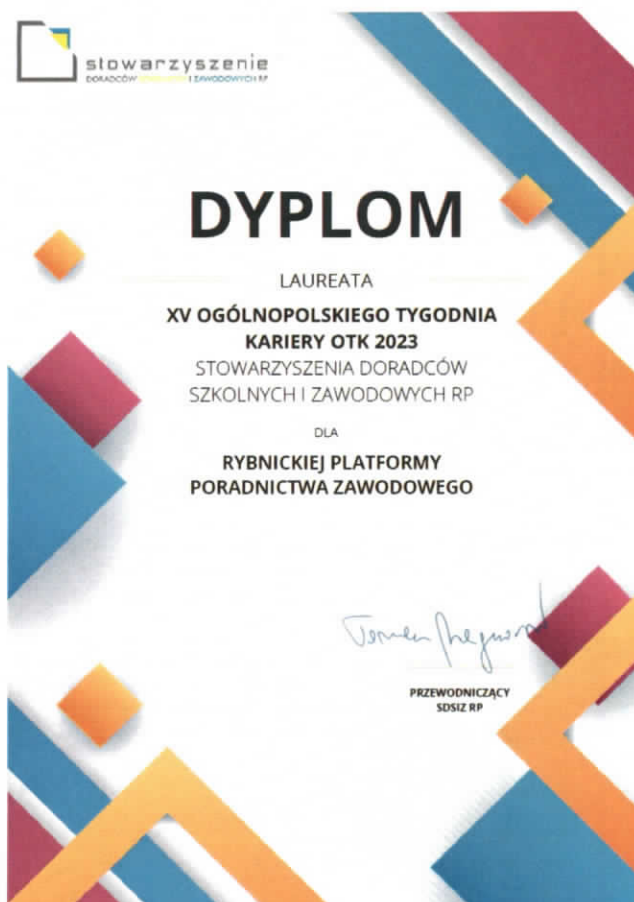 stowarzyszenie
DORADCÓW SZKOLNYCH I ZAWODOWYCH RP
DYPLOM
LAUREATA
XV OGÓLNOPOLSKIEGO TYGODNIA
KARIERY OTK 2023
STOWARZYSZENIA DORADCÓW
SZKOLNYCH I ZAWODOWYCH RP
DLA
RYBNICKIEJ PLATFORMY
PORADNICTWA ZAWODOWEGO
PRZEWODNICZĄCY
SDSIZ RP